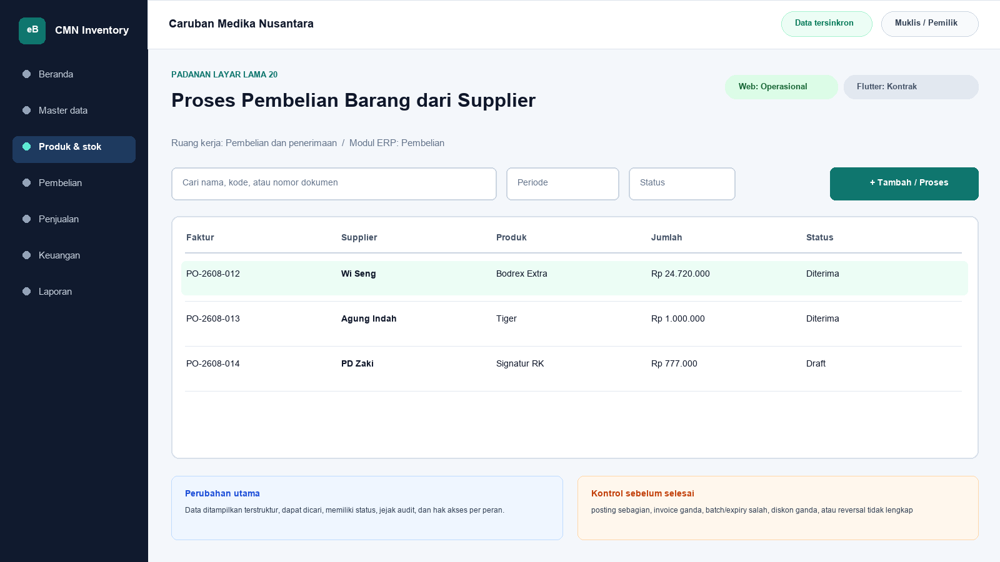 eB
CMN Inventory
Beranda
Master data
Produk & stok
Pembelian
Penjualan
Keuangan
Laporan
Caruban Medika Nusantara
Data tersinkron
Muklis / Pemilik
PADANAN LAYAR LAMA 20
Proses Pembelian Barang dari Supplier
Web: Operasional
Flutter: Kontrak
Ruang kerja: Pembelian dan penerimaan / Modul ERP: Pembelian
Cari nama, kode, atau nomor dokumen
Periode
Status
+ Tambah / Proses
Faktur Supplier Produk Jumlah Status
PO-2608-012 Wi Seng Bodrex Extra Rp 24.720.000 Diterima
PO-2608-013 Agung Indah Tiger Rp 1.000.000 Diterima
PO-2608-014 PD Zaki Signatur RK Rp 777.000 Draft
Perubahan utama
Data ditampilkan terstruktur, dapat dicari, memiliki status, jejak audit, dan hak akses per peran.
Kontrol sebelum selesai
posting sebagian, invoice ganda, batch/expiry salah, diskon ganda, atau reversal tidak lengkap